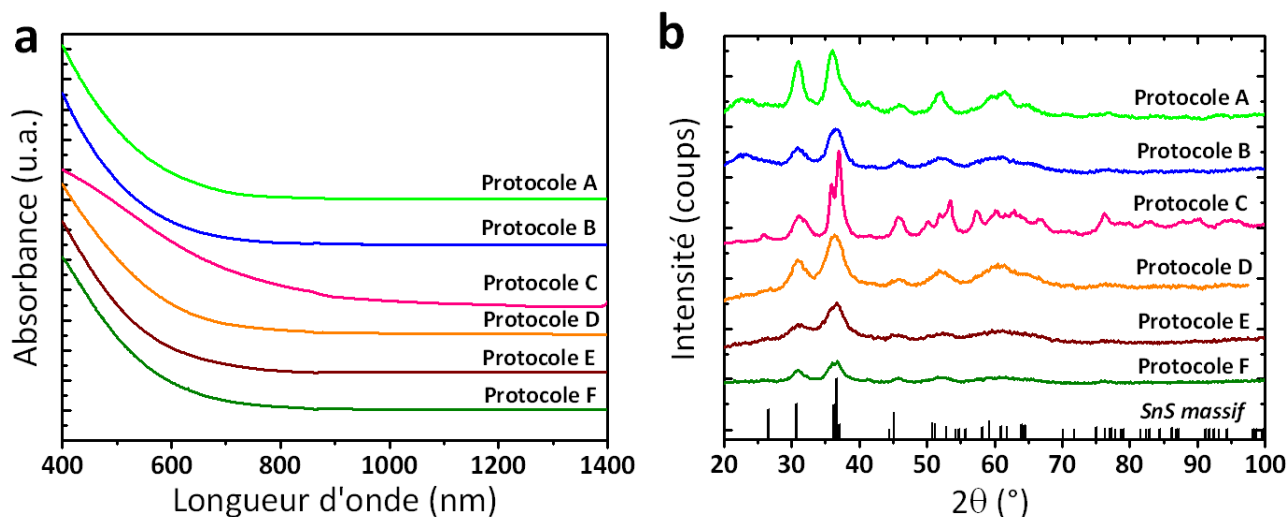 a
Absorbance (u.a.)
Protocole A
Protocole B
Protocole C
Protocole D
Protocole E
Protocole F
400 600 800 1000 1200 1400
Longueur d'onde (nm)
b
Intensité (coups)
Protocole A
Protocole B
Protocole C
Protocole D
Protocole E
Protocole F
SnS massif
20 30 40 50 60 70 80 90 100
2θ (°)